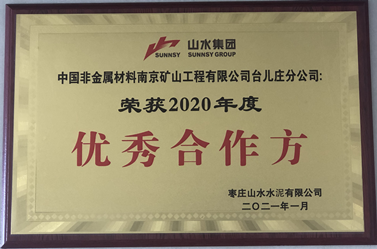 山水集团
SUNNSY
SUNNSY GROUP
中国非金属材料南京矿山工程有限公司台儿庄分公司:
荣获2020年度
优秀合作方
枣庄山水水泥有限公司
二〇二一年一月